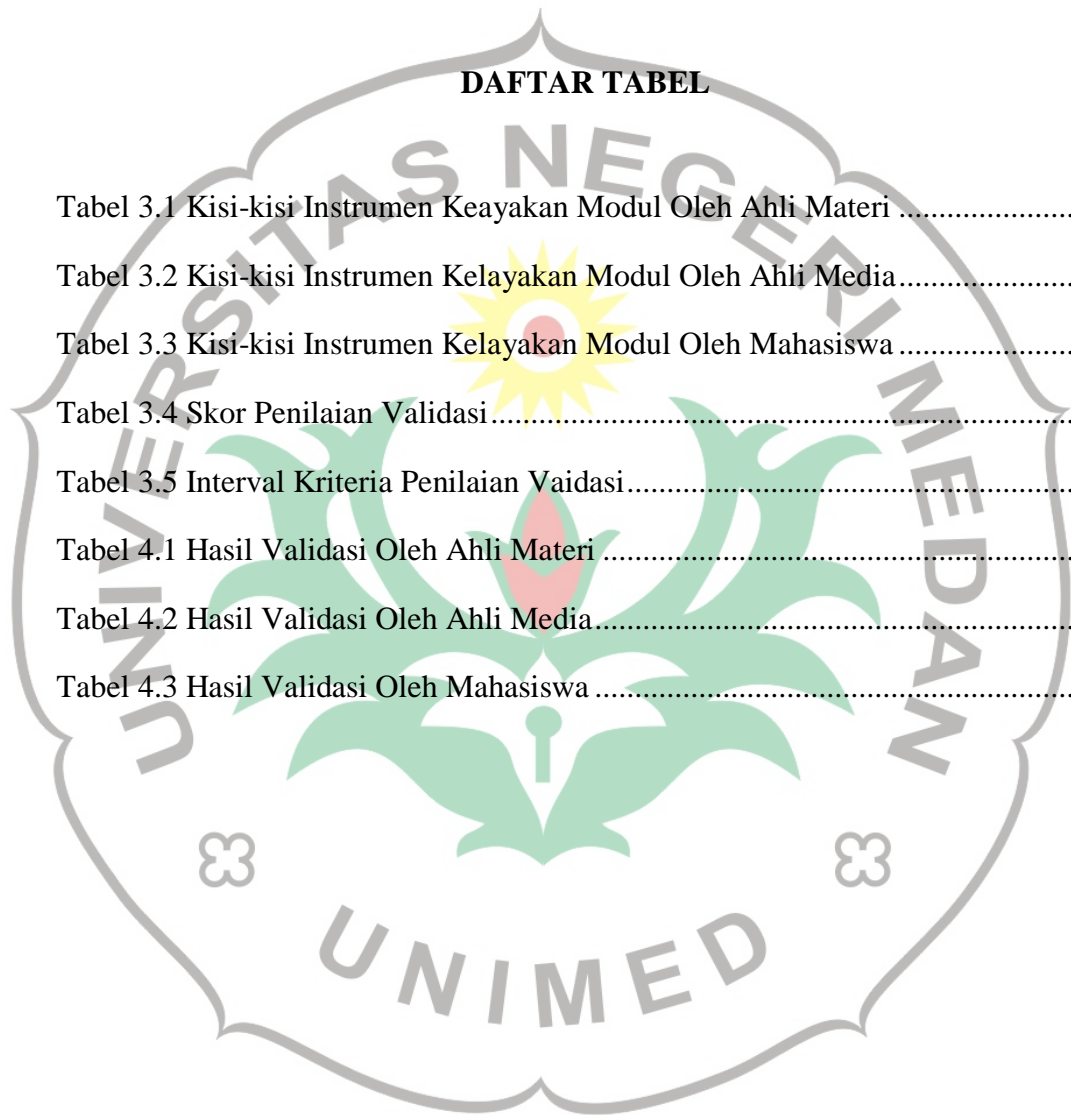 DAFTAR TABEL
Tabel 3.1 Kisi-kisi Instrumen Keayakan Modul Oleh Ahli Materi ......................
Tabel 3.2 Kisi-kisi Instrumen Kelayakan Modul Oleh Ahli Media......................
Tabel 3.3 Kisi-kisi Instrumen Kelayakan Modul Oleh Mahasiswa ......................
Tabel 3.4 Skor Penilaian Validasi......................
Tabel 3.5 Interval Kriteria Penilaian Vaidasi......................
Tabel 4.1 Hasil Validasi Oleh Ahli Materi ......................
Tabel 4.2 Hasil Validasi Oleh Ahli Media......................
Tabel 4.3 Hasil Validasi Oleh Mahasiswa ......................
UNIVERSITAS NEGERI MEDAN
UNIMED